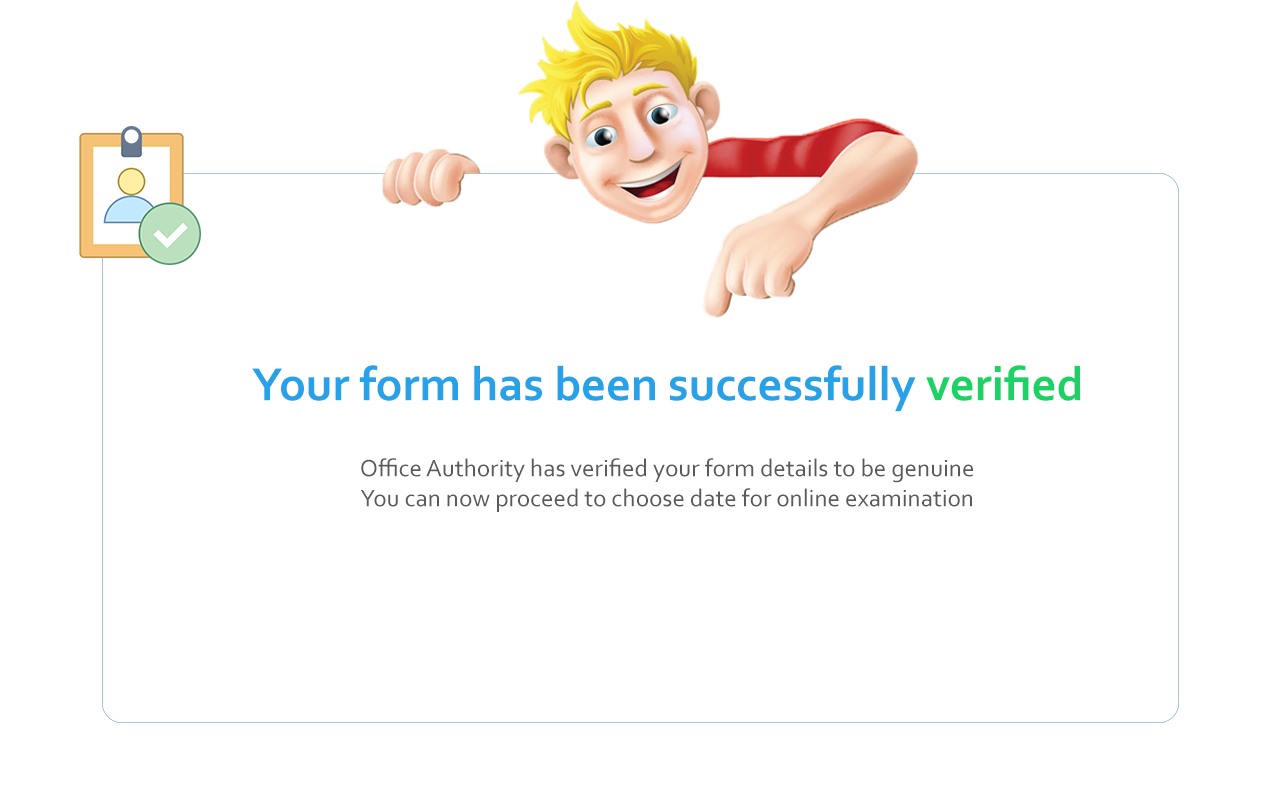 Your form has been successfully verified
Office Authority has verified your form details to be genuine
You can now proceed to choose date for online examination